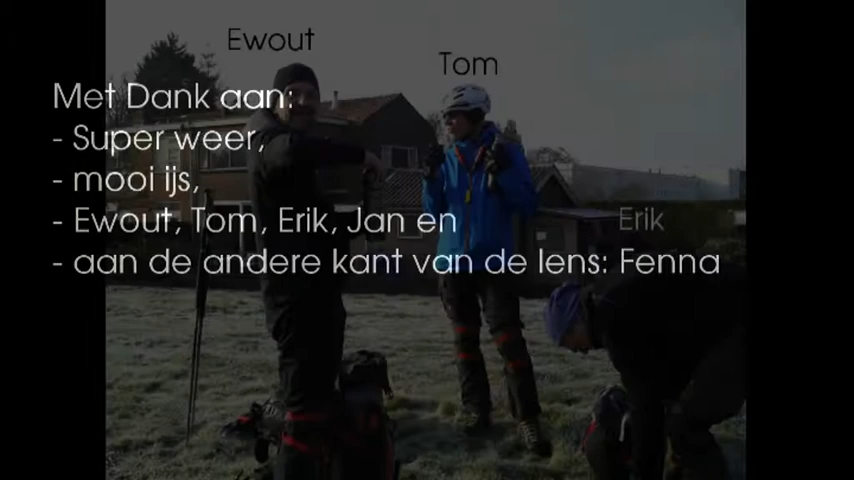 Ewout
Tom
Met Dank aan:
- Super weer,
- mooi ijs,
- Ewout, Tom, Erik, Jan en
Erik
- aan de andere kant van de lens: Fenna